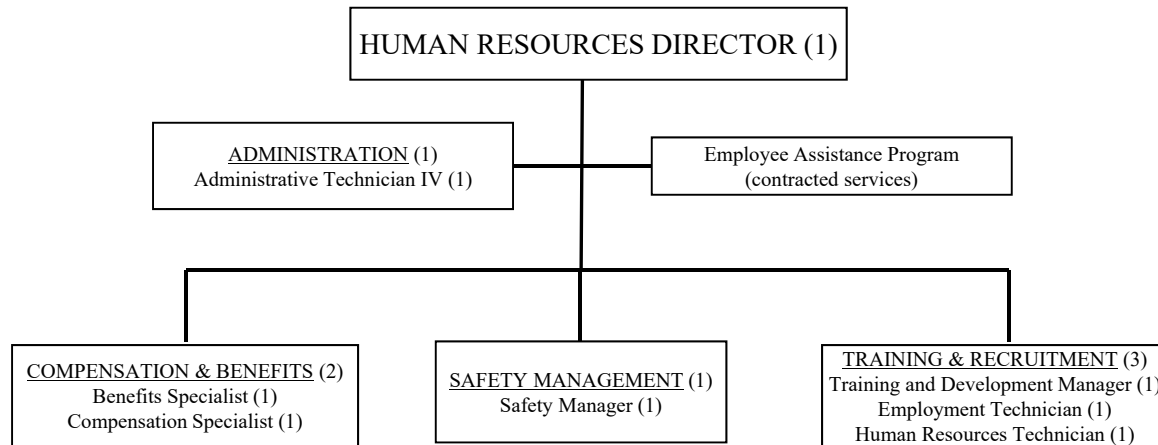 HUMAN RESOURCES DIRECTOR (1)
ADMINISTRATION (1)
Administrative Technician IV (1)
Employee Assistance Program
(contracted services)
COMPENSATION & BENEFITS (2)
Benefits Specialist (1)
Compensation Specialist (1)
SAFETY MANAGEMENT (1)
Safety Manager (1)
TRAINING & RECRUITMENT (3)
Training and Development Manager (1)
Employment Technician (1)
Human Resources Technician (1)